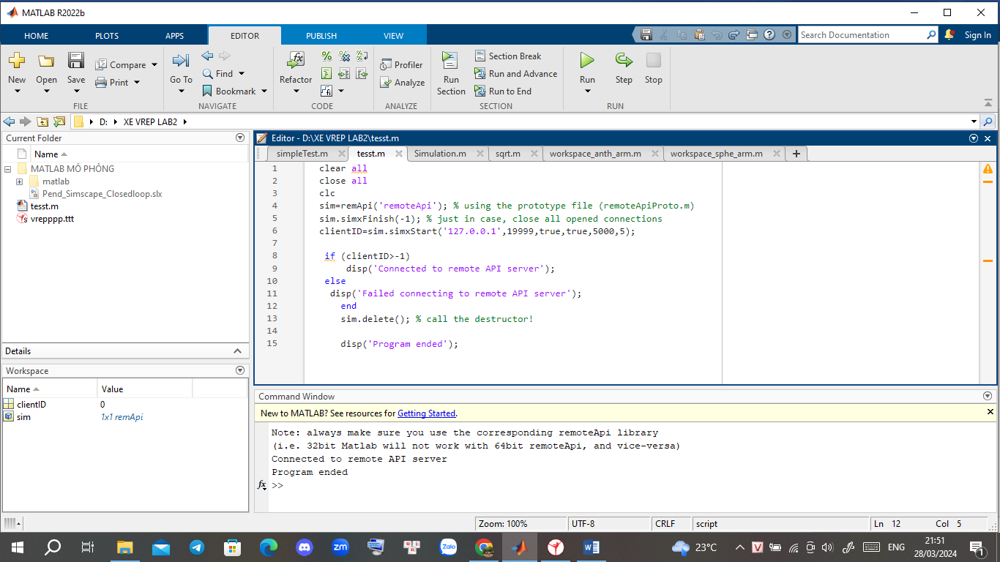 MATLAB R2022b
HOME PLOTS APPS EDITOR PUBLISH VIEW Search Documentation Sign In
New Open Save Compare Print Go To Find Bookmark Refactor Profiler Analyze Run Section Section Break Run and Advance Run to End Run Step Stop
FILE NAVIGATE CODE ANALYZE SECTION RUN
D: XE VREP LAB2
Current Folder
Name
MATLAB MÔ PHỎNG
matlab
Pend_Simscape_Closedloop.slx
tesst.m
vrepppp.ttt
Details
Workspace
Name Value
clientID 0
sim 1x1 remApi
Editor - D:\XE VREP LAB2\tesst.m
simpleTest.m tesst.m Simulation.m sqrt.m workspace_anth_arm.m workspace_sphe_arm.m
1 clear all
2 close all
3 clc
4 sim=remApi('remoteApi'); % using the prototype file (remoteApiProto.m)
5 sim.simxFinish(-1); % just in case, close all opened connections
6 clientID=sim.simxStart('127.0.0.1',19999,true,true,5000,5);
7
8 if (clientID>-1)
9 disp('Connected to remote API server');
10 else
11 disp('Failed connecting to remote API server');
12 end
13 sim.delete(); % call the destructor!
14
15 disp('Program ended');
Command Window
New to MATLAB? See resources for Getting Started.
Note: always make sure you use the corresponding remoteApi library
(i.e. 32bit Matlab will not work with 64bit remoteApi, and vice-versa)
Connected to remote API server
Program ended
fx >>
Zoom: 100% UTF-8 CRLF script Ln 12 Col 5
zm Zalo 23°C V ENG 21:51
28/03/2024
1